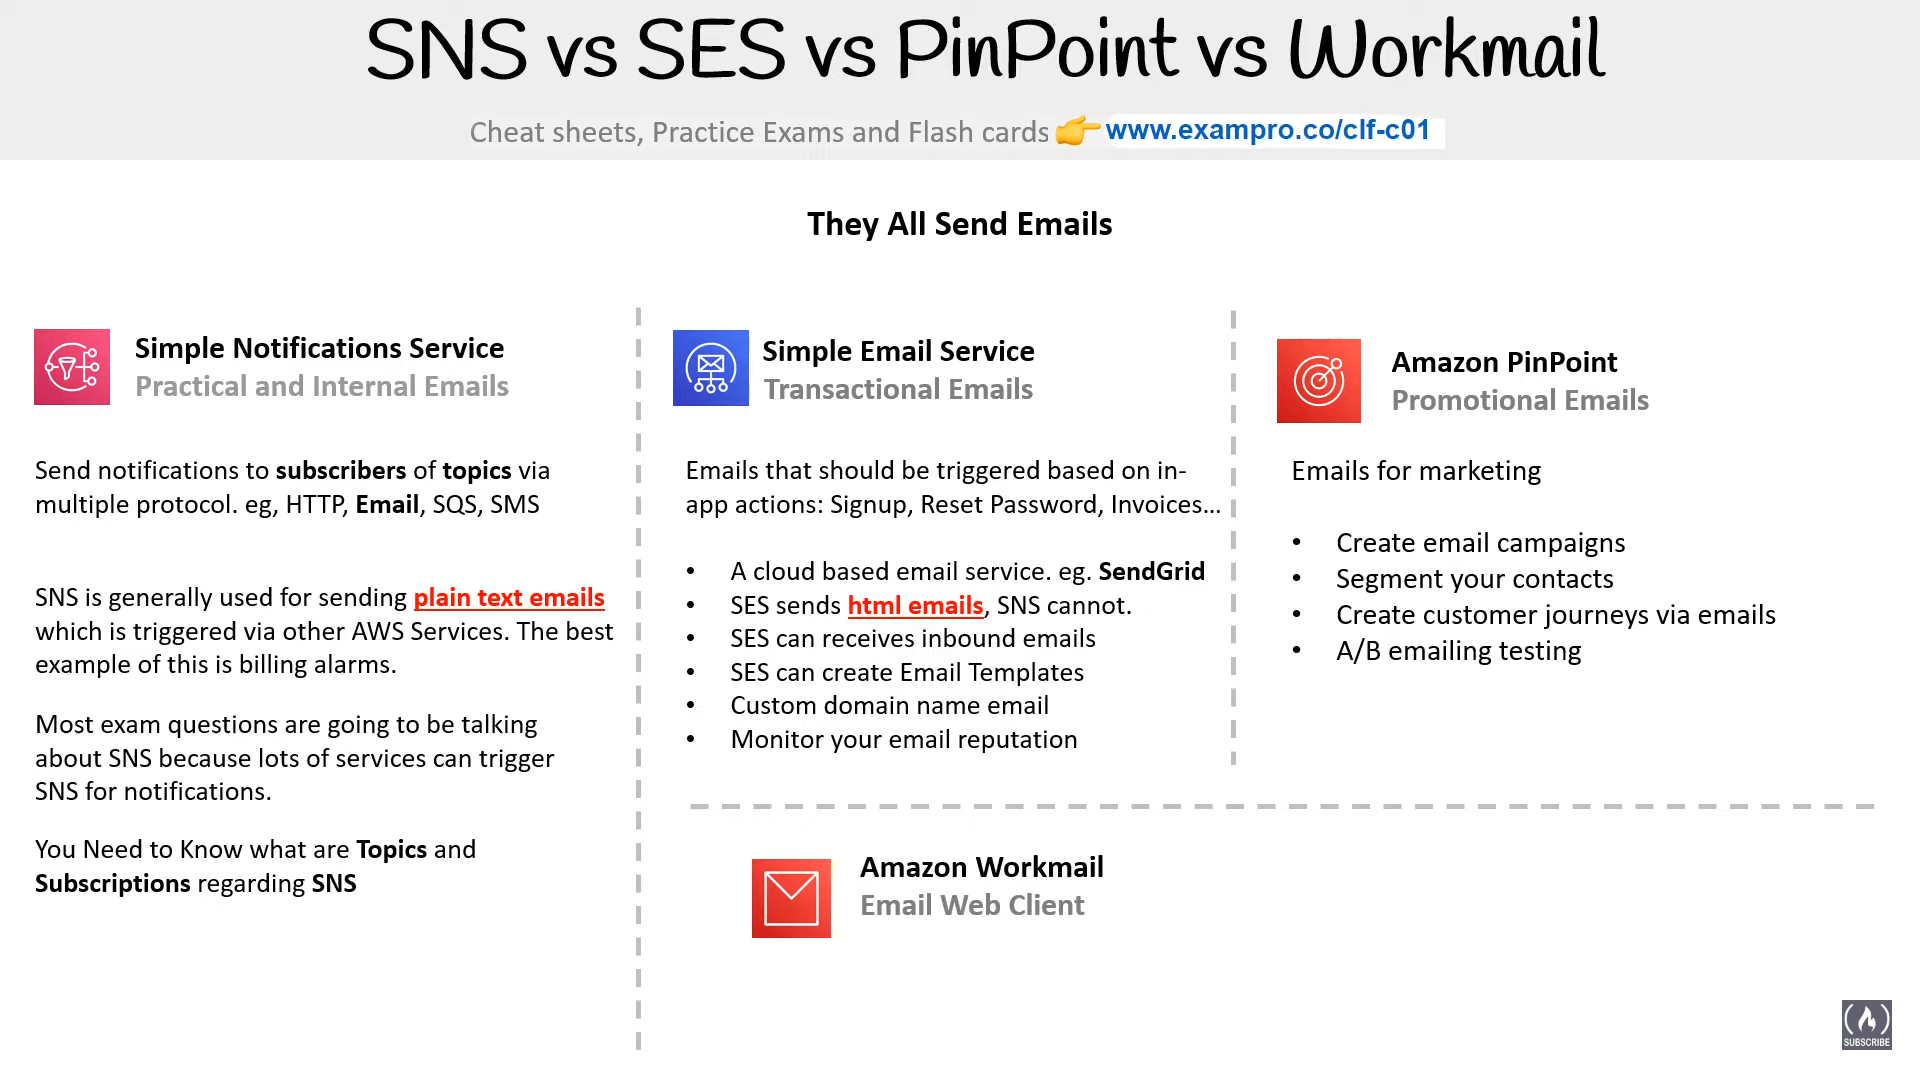 SNS vs SES vs PinPoint vs Workmail
Cheat sheets, Practice Exams and Flash cards 👉 www.exampro.co/clf-c01
They All Send Emails
Simple Notifications Service
Practical and Internal Emails
Send notifications to subscribers of topics via
multiple protocol. eg, HTTP, Email, SQS, SMS
SNS is generally used for sending plain text emails
which is triggered via other AWS Services. The best
example of this is billing alarms.
Most exam questions are going to be talking
about SNS because lots of services can trigger
SNS for notifications.
You Need to Know what are Topics and
Subscriptions regarding SNS
Simple Email Service
Transactional Emails
Emails that should be triggered based on in-
app actions: Signup, Reset Password, Invoices...
• A cloud based email service. eg. SendGrid
• SES sends html emails, SNS cannot.
• SES can receives inbound emails
• SES can create Email Templates
• Custom domain name email
• Monitor your email reputation
Amazon PinPoint
Promotional Emails
Emails for marketing
• Create email campaigns
• Segment your contacts
• Create customer journeys via emails
• A/B emailing testing
Amazon Workmail
Email Web Client
SUBSCRIBE